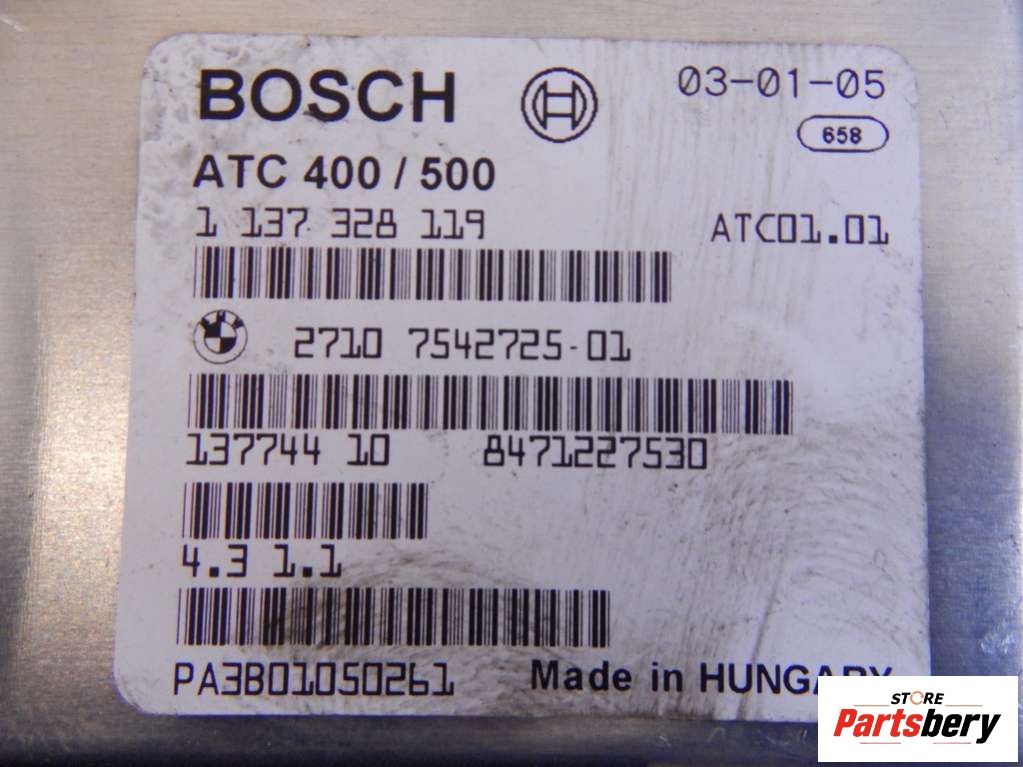 BOSCH 03-01-05
658
ATC 400 / 500
1 137 328 119 ATC01.01
2710 7542725-01
137744 10 8471227530
4.3 1.1
PA3B01050261 Made in HUNGARY
STORE
Partsbery